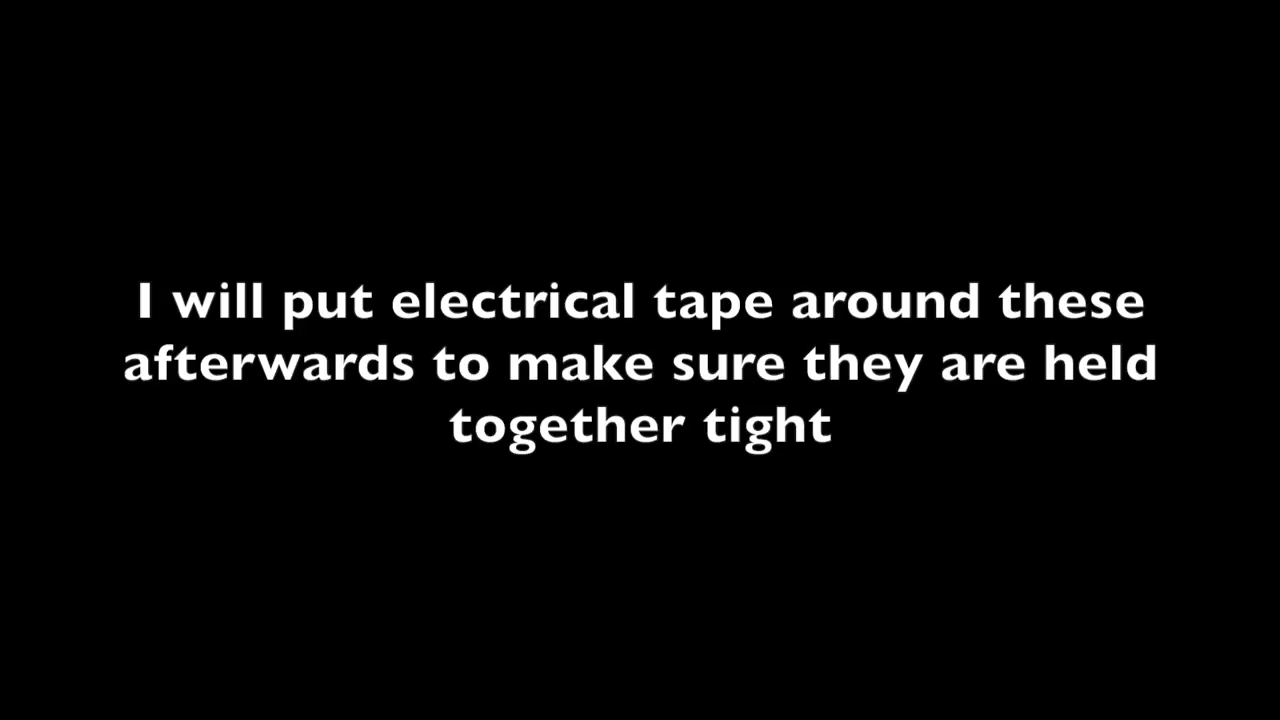 I will put electrical tape around these
afterwards to make sure they are held
together tight